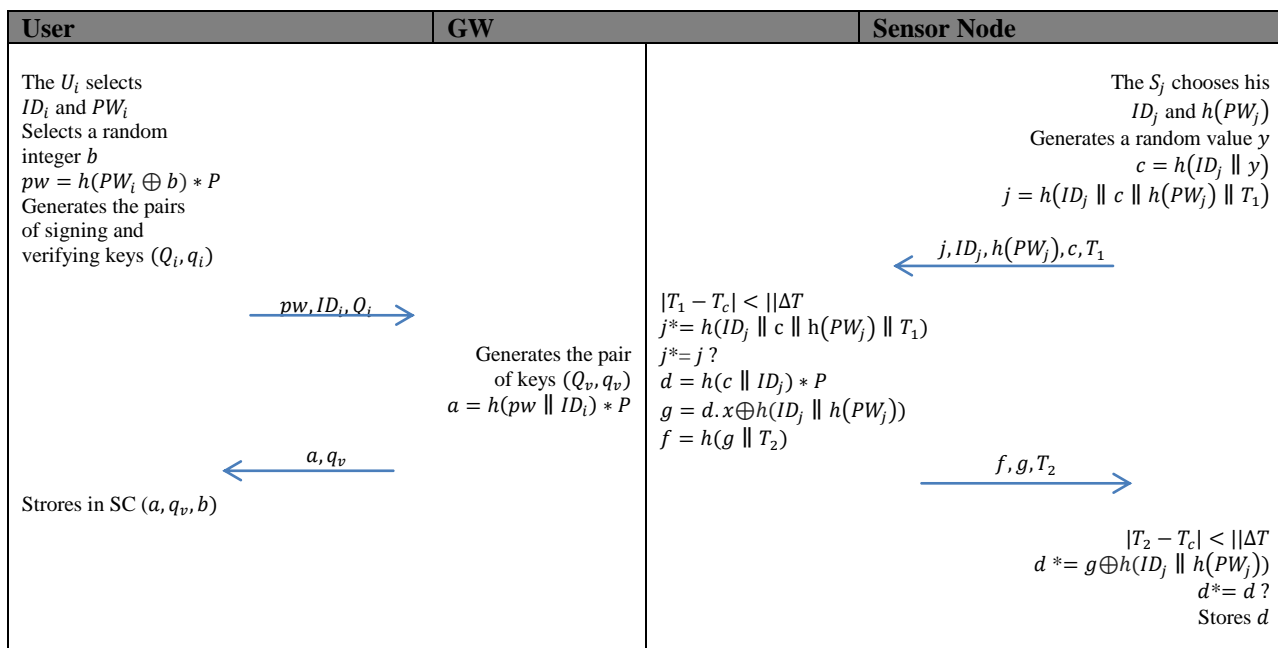 User GW Sensor Node
The U_i selects
ID_i and PW_i
Selects a random
integer b
pw = h(PW_i ⊕ b) ∗ P
Generates the pairs
of signing and
verifying keys (Q_i, q_i)
pw, ID_i, Q_i
Generates the pair
of keys (Q_v, q_v)
a = h(pw ∥ ID_i) ∗ P
a, q_v
Strores in SC (a, q_v, b)
The S_j chooses his
ID_j and h(PW_j)
Generates a random value y
c = h(ID_j ∥ y)
j = h(ID_j ∥ c ∥ h(PW_j) ∥ T_1)
j, ID_j, h(PW_j), c, T_1
|T_1 − T_c| < ||ΔT
j*= h(ID_j ∥ c ∥ h(PW_j) ∥ T_1)
j*= j ?
d = h(c ∥ ID_j) ∗ P
g = d.x⊕h(ID_j ∥ h(PW_j))
f = h(g ∥ T_2)
f, g, T_2
|T_2 − T_c| < ||ΔT
d *= g⊕h(ID_j ∥ h(PW_j))
d*= d ?
Stores d